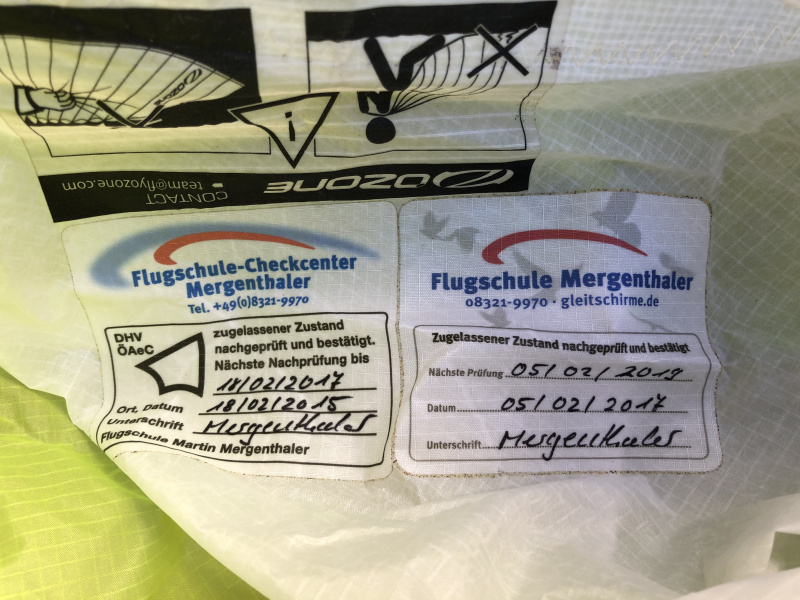 OZONE
i
OZONE
CONTACT
team@flyozone.com
Flugschule-Checkcenter
Mergenthaler
Tel. +49(0)8321-9970
DHV
ÖAeC
zugelassener Zustand
nachgeprüft und bestätigt.
Nächste Nachprüfung bis
18/02/2017
Ort, Datum 18/02/2015
Unterschrift Mergenthaler
Flugschule Martin Mergenthaler
Flugschule Mergenthaler
08321-9970 · gleitschirme.de
Zugelassener Zustand nachgeprüft und bestätigt
Nächste Prüfung 05/02/2019
Datum 05/02/2017
Unterschrift Mergenthaler